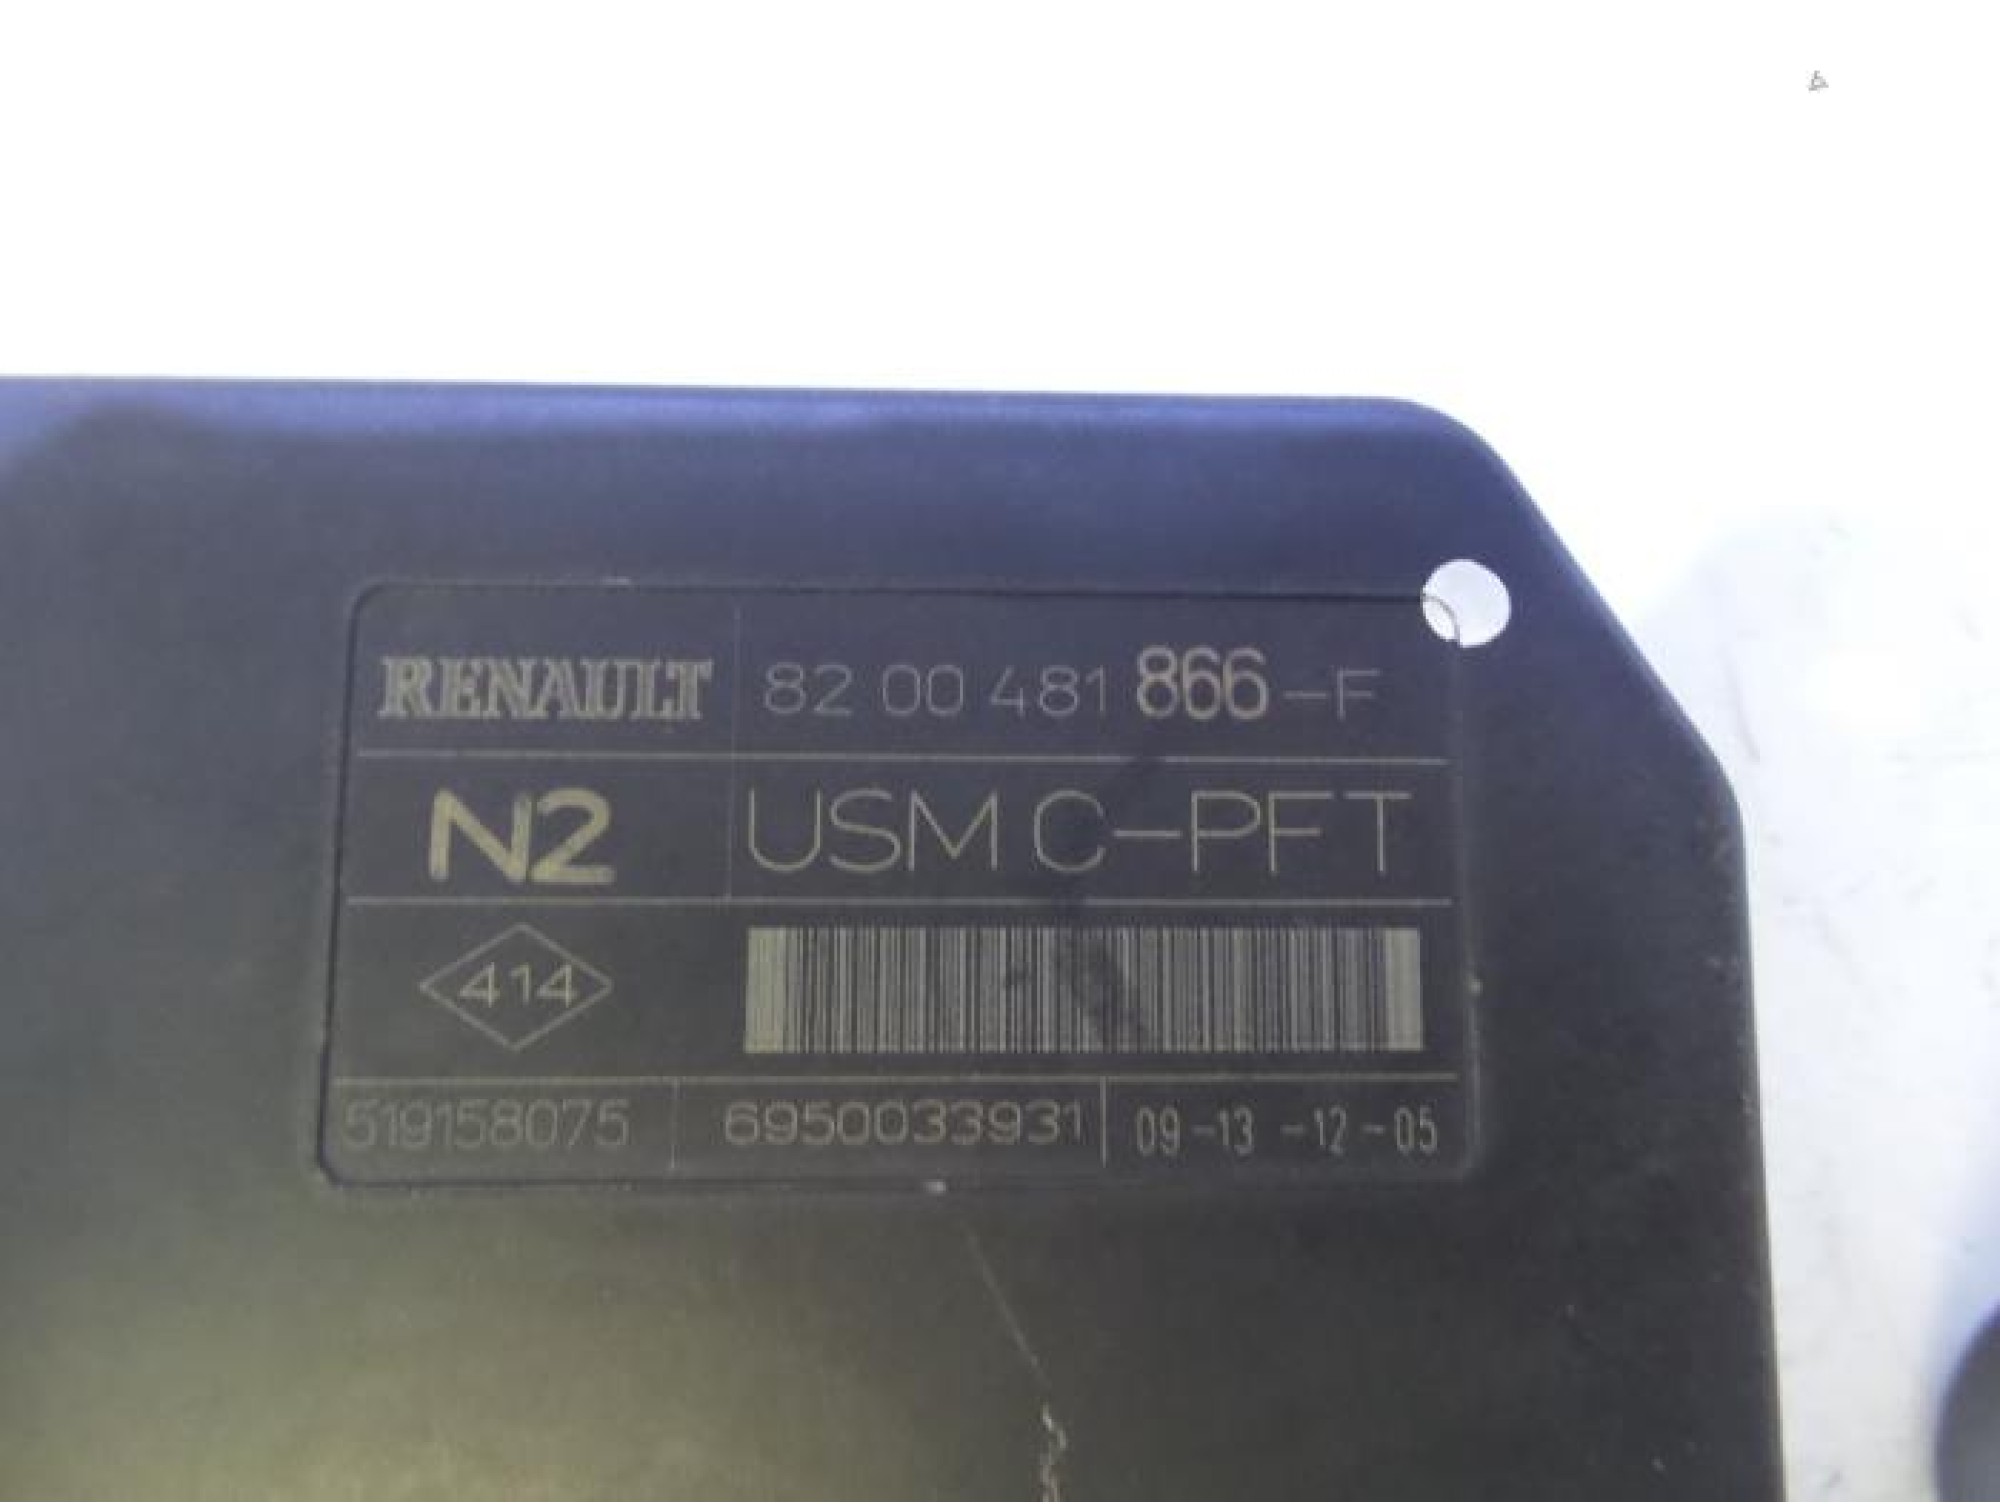 RENAULT 82 00 481 866-F
N2 USM C-PFT
414
519158075 6950033931 09-13-12-05